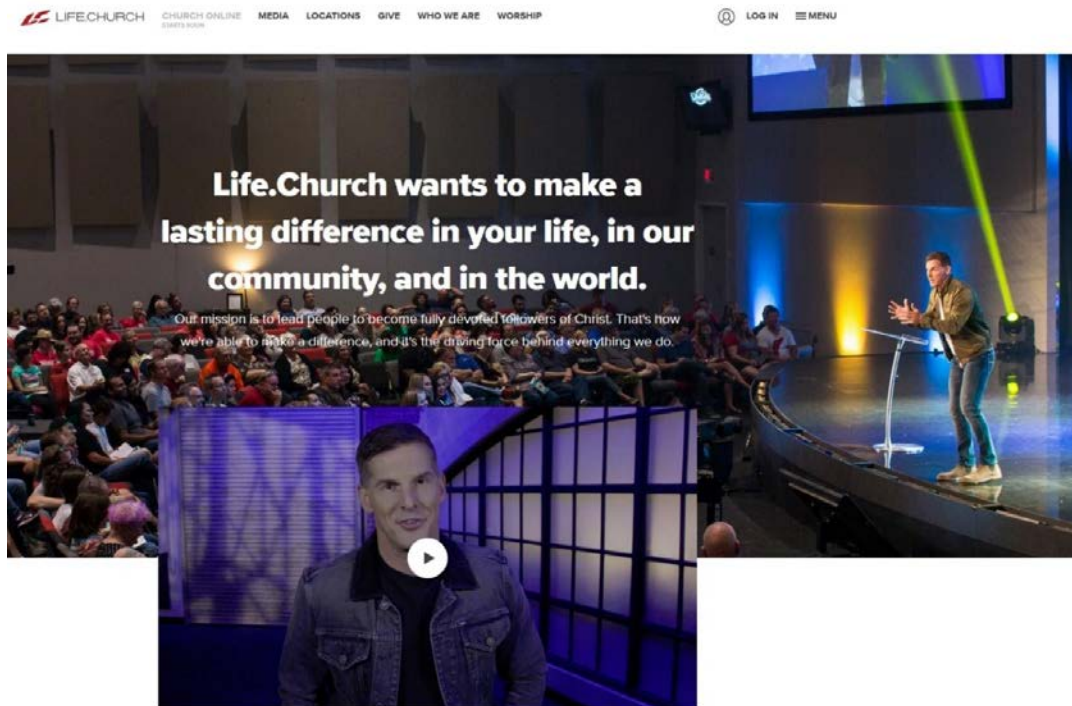 LIFE.CHURCH
CHURCH ONLINE
STARTS SOON
MEDIA
LOCATIONS
GIVE
WHO WE ARE
WORSHIP
LOG IN
MENU
Life.Church wants to make a
lasting difference in your life, in our
community, and in the world.
Our mission is to lead people to become fully devoted followers of Christ. That's how
we're able to make a difference, and it's the driving force behind everything we do.